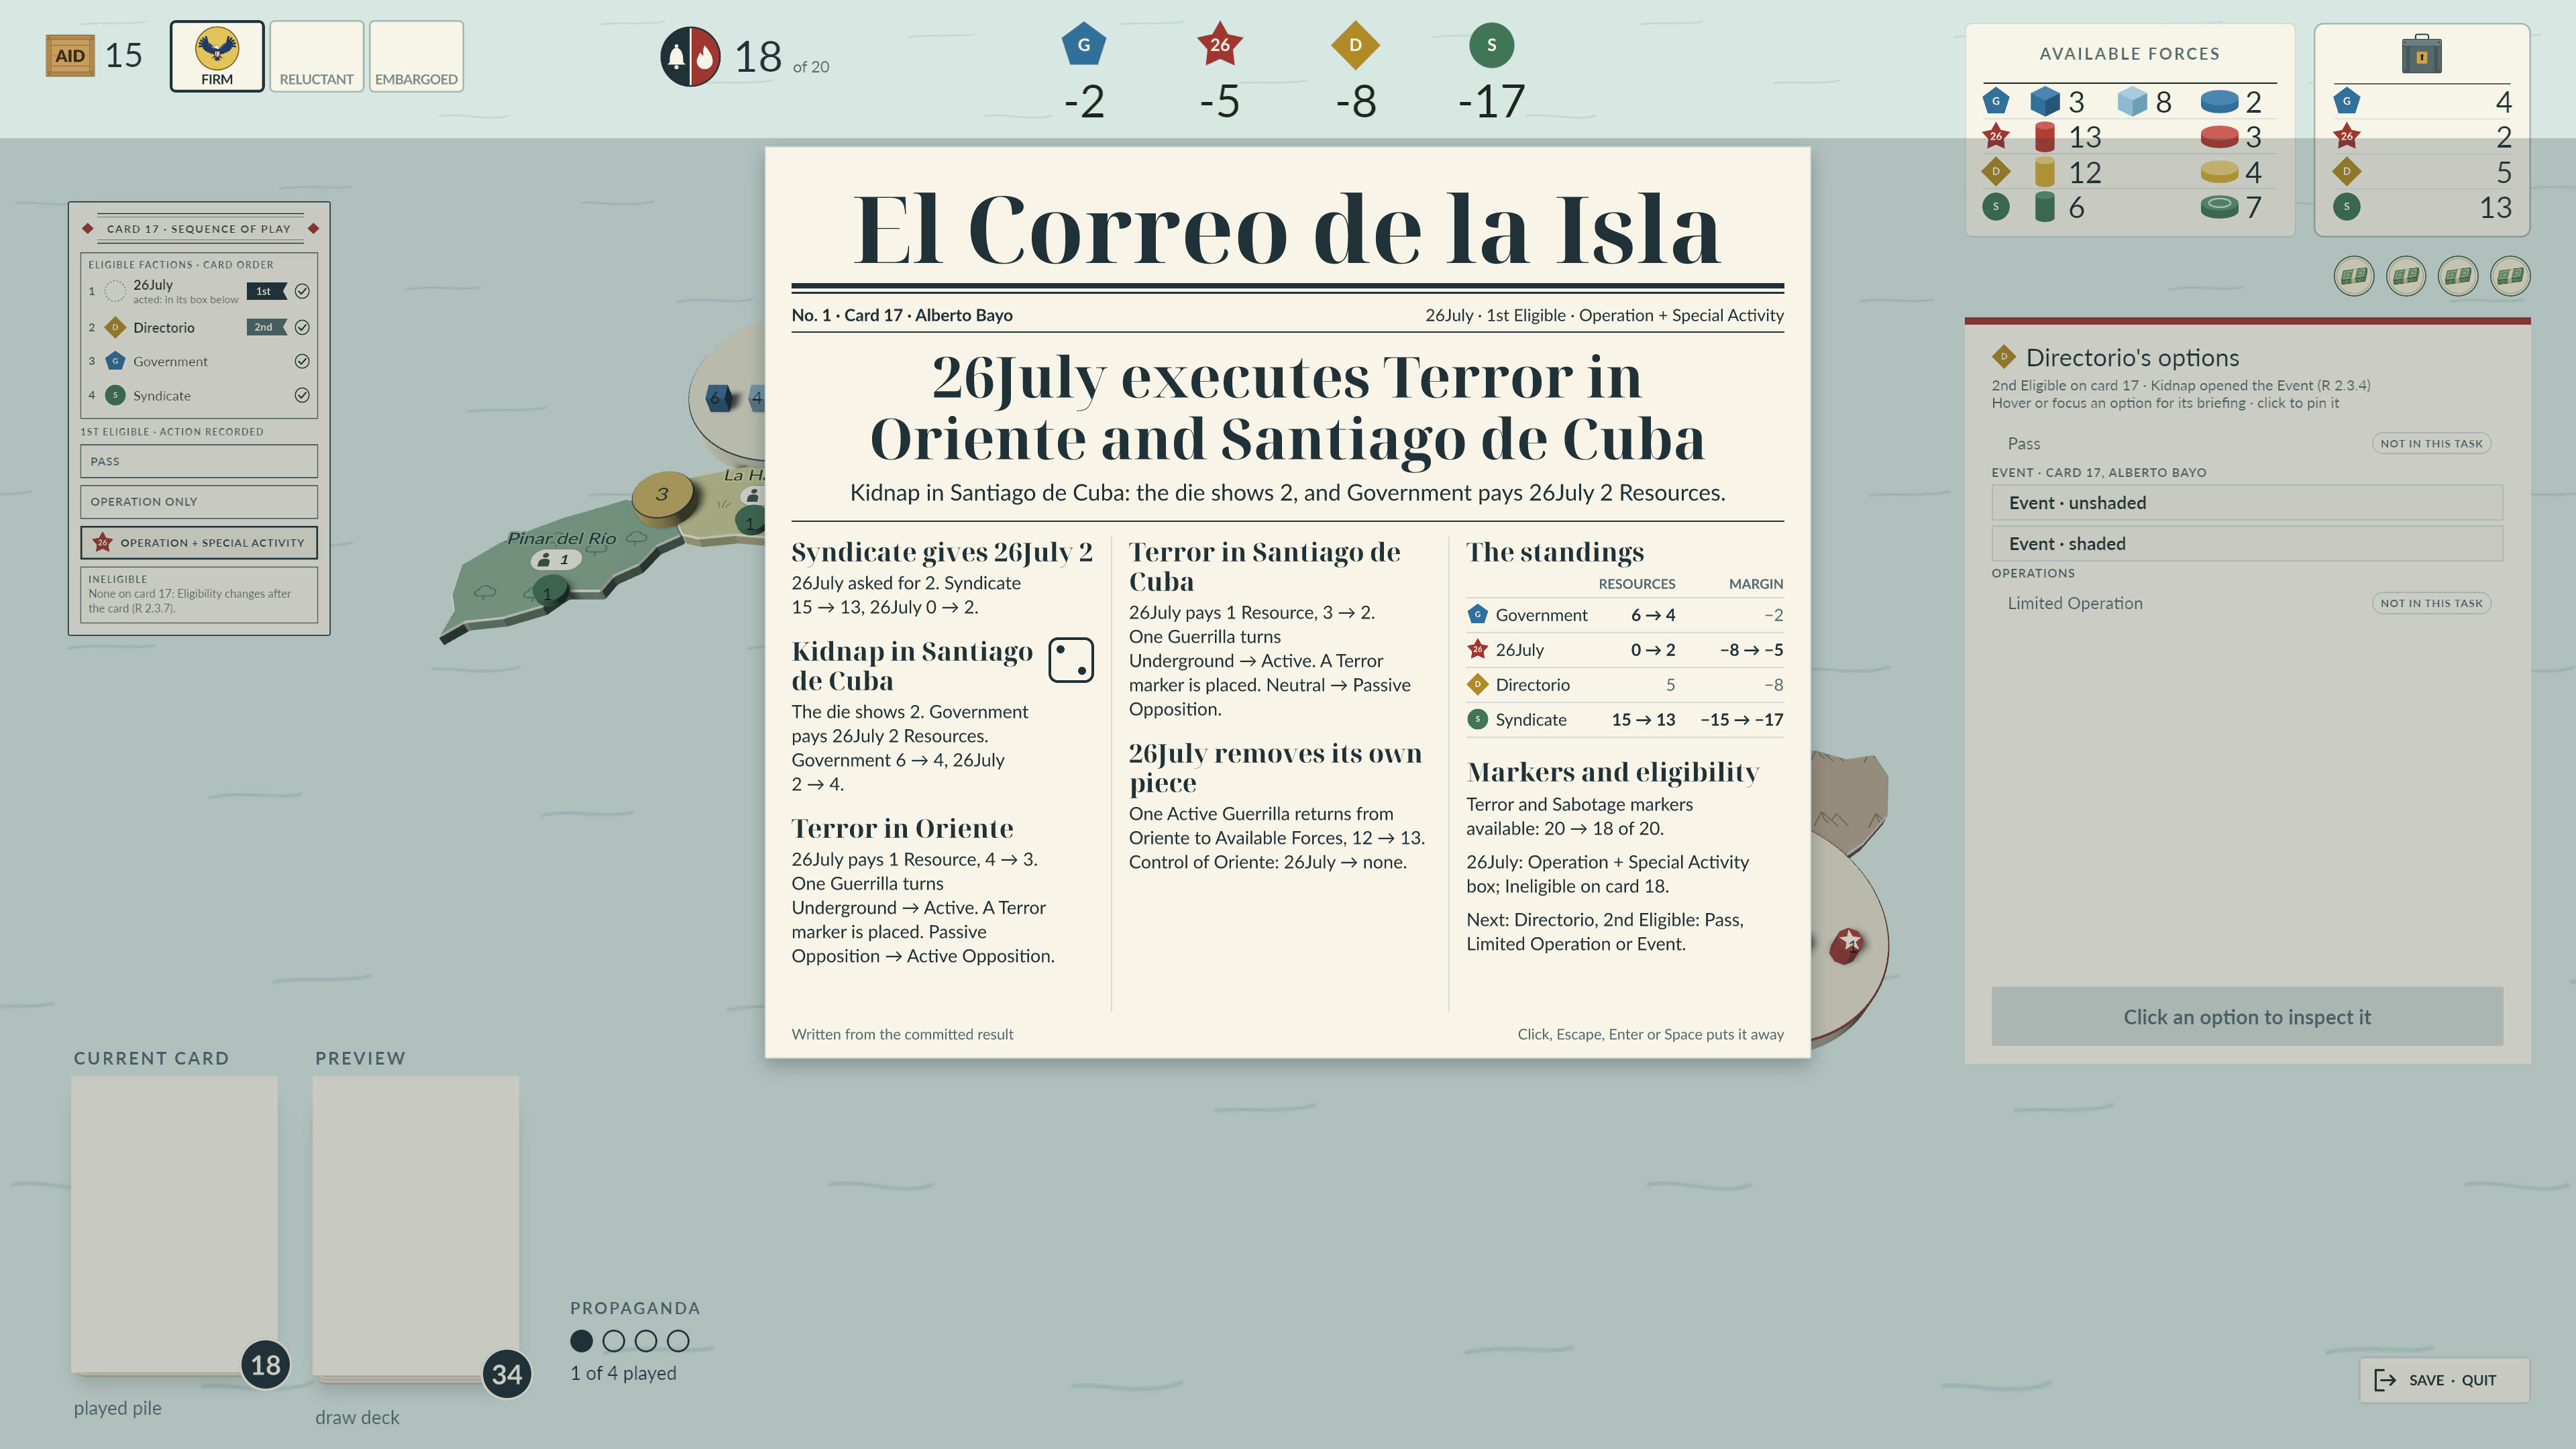 AID 15
FIRM
RELUCTANT
EMBARGOED
18 of 20
G
26
D
S
-2
-5
-8
-17
AVAILABLE FORCES
G 3 8 2
26 13 3
D 12 4
S 6 7
G 4
26 2
D 5
S 13
CARD 17 · SEQUENCE OF PLAY
ELIGIBLE FACTIONS · CARD ORDER
1 26July 1st
acted: in its box below
2 D Directorio 2nd
3 G Government
4 S Syndicate
1ST ELIGIBLE · ACTION RECORDED
PASS
OPERATION ONLY
26 OPERATION + SPECIAL ACTIVITY
INELIGIBLE
None on card 17: Eligibility changes after
the card (R 2.3.7).
6 4
La Ha
3
1
Pinar del Río
1
1
El Correo de la Isla
No. 1 · Card 17 · Alberto Bayo
26July · 1st Eligible · Operation + Special Activity
26July executes Terror in
Oriente and Santiago de Cuba
Kidnap in Santiago de Cuba: the die shows 2, and Government pays 26July 2 Resources.
Syndicate gives 26July 2
26July asked for 2. Syndicate
15 → 13, 26July 0 → 2.
Kidnap in Santiago
de Cuba
The die shows 2. Government
pays 26July 2 Resources.
Government 6 → 4, 26July
2 → 4.
Terror in Oriente
26July pays 1 Resource, 4 → 3.
One Guerrilla turns
Underground → Active. A Terror
marker is placed. Passive
Opposition → Active Opposition.
Terror in Santiago de
Cuba
26July pays 1 Resource, 3 → 2.
One Guerrilla turns
Underground → Active. A Terror
marker is placed. Neutral → Passive
Opposition.
26July removes its own
piece
One Active Guerrilla returns from
Oriente to Available Forces, 12 → 13.
Control of Oriente: 26July → none.
The standings
RESOURCES MARGIN
G Government 6 → 4 −2
26 26July 0 → 2 −8 → −5
D Directorio 5 −8
S Syndicate 15 → 13 −15 → −17
Markers and eligibility
Terror and Sabotage markers
available: 20 → 18 of 20.
26July: Operation + Special Activity
box; Ineligible on card 18.
Next: Directorio, 2nd Eligible: Pass,
Limited Operation or Event.
Written from the committed result
Click, Escape, Enter or Space puts it away
D Directorio's options
2nd Eligible on card 17 · Kidnap opened the Event (R 2.3.4)
Hover or focus an option for its briefing · click to pin it
Pass NOT IN THIS TASK
EVENT · CARD 17, ALBERTO BAYO
Event · unshaded
Event · shaded
OPERATIONS
Limited Operation NOT IN THIS TASK
Click an option to inspect it
CURRENT CARD
PREVIEW
18
34
played pile
draw deck
PROPAGANDA
1 of 4 played
SAVE · QUIT